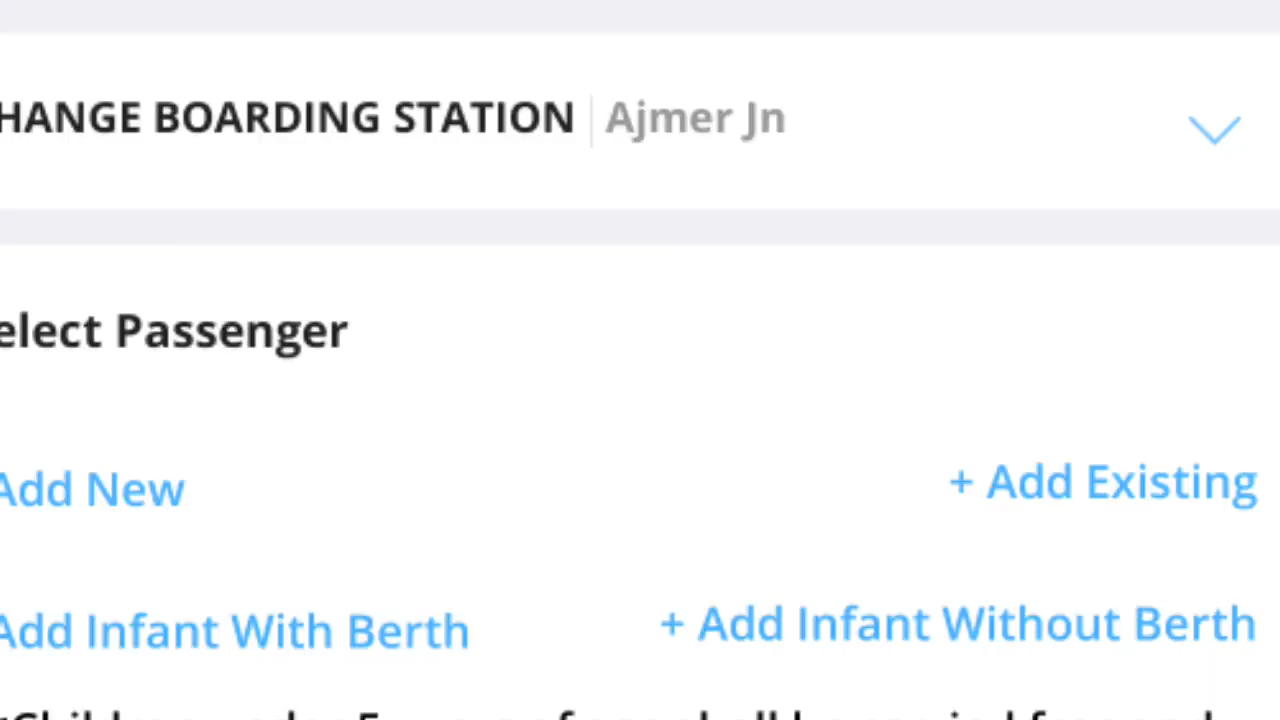 HANGE BOARDING STATION Ajmer Jn
elect Passenger
Add New + Add Existing
Add Infant With Berth + Add Infant Without Berth